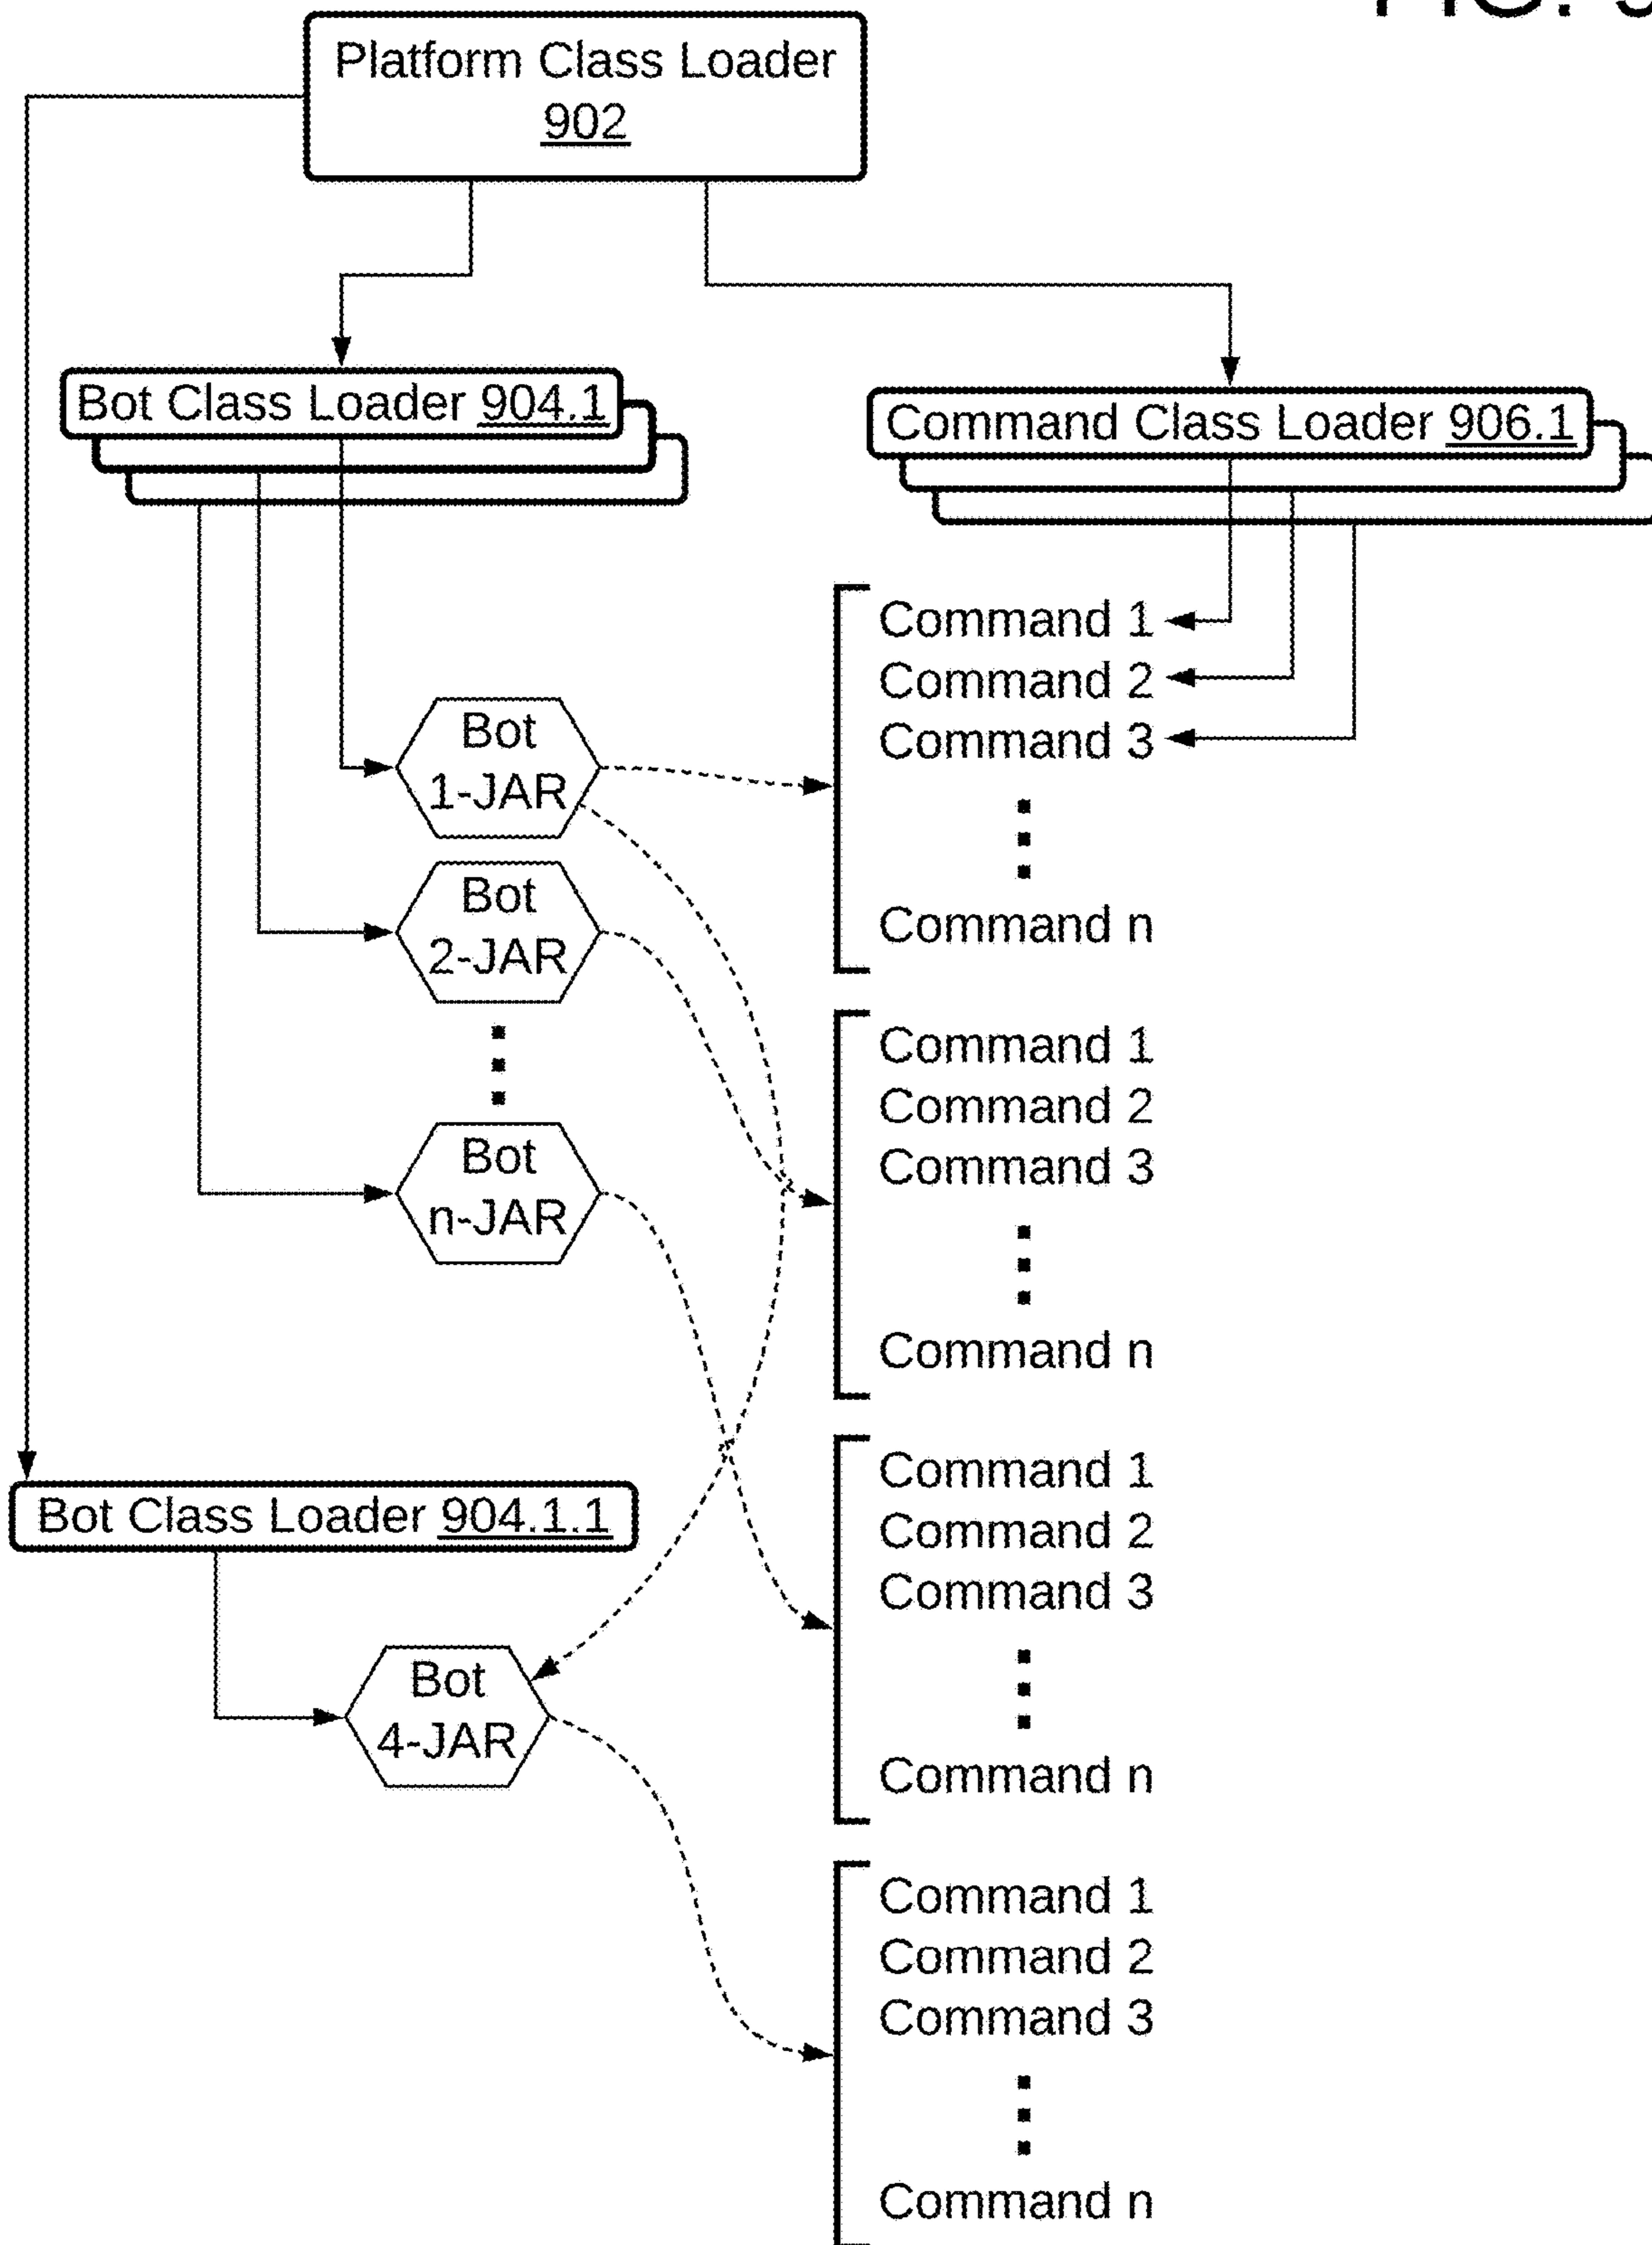 Platform Class Loader
902
Bot Class Loader 904.1
Command Class Loader 906.1
Command 1
Command 2
Command 3
Command n
Bot
1-JAR
Bot
2-JAR
Bot
n-JAR
Command 1
Command 2
Command 3
Command n
Bot Class Loader 904.1.1
Bot
4-JAR
Command 1
Command 2
Command 3
Command n
Command 1
Command 2
Command 3
Command n